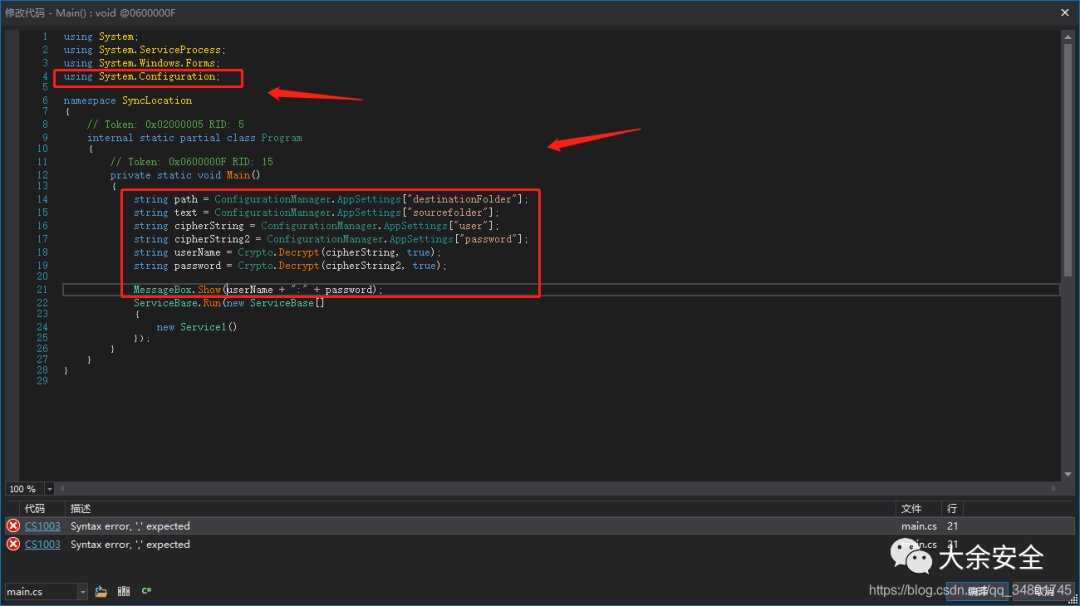 修改代码 - Main() : void @0600000F
1 using System;
2 using System.ServiceProcess;
3 using System.Windows.Forms;
4 using System.Configuration;
5
6 namespace SyncLocation
7 {
8 // Token: 0x02000005 RID: 5
9 internal static partial class Program
10 {
11 // Token: 0x0600000F RID: 15
12 private static void Main()
13 {
14 string path = ConfigurationManager.AppSettings["destinationFolder"];
15 string text = ConfigurationManager.AppSettings["sourcefolder"];
16 string cipherString = ConfigurationManager.AppSettings["user"];
17 string cipherString2 = ConfigurationManager.AppSettings["password"];
18 string userName = Crypto.Decrypt(cipherString, true);
19 string password = Crypto.Decrypt(cipherString2, true);
20
21 MessageBox.Show(userName + ":" + password);
22 ServiceBase.Run(new ServiceBase[]
23 {
24 new Service1()
25 });
26 }
27 }
28 }
29
100 %
代码 描述 文件 行
CS1003 Syntax error, ',' expected main.cs 21
CS1003 Syntax error, ',' expected main.cs 21
大余安全
main.cs C#
https://blog.csdn.net/qq_34801745
编译 取消